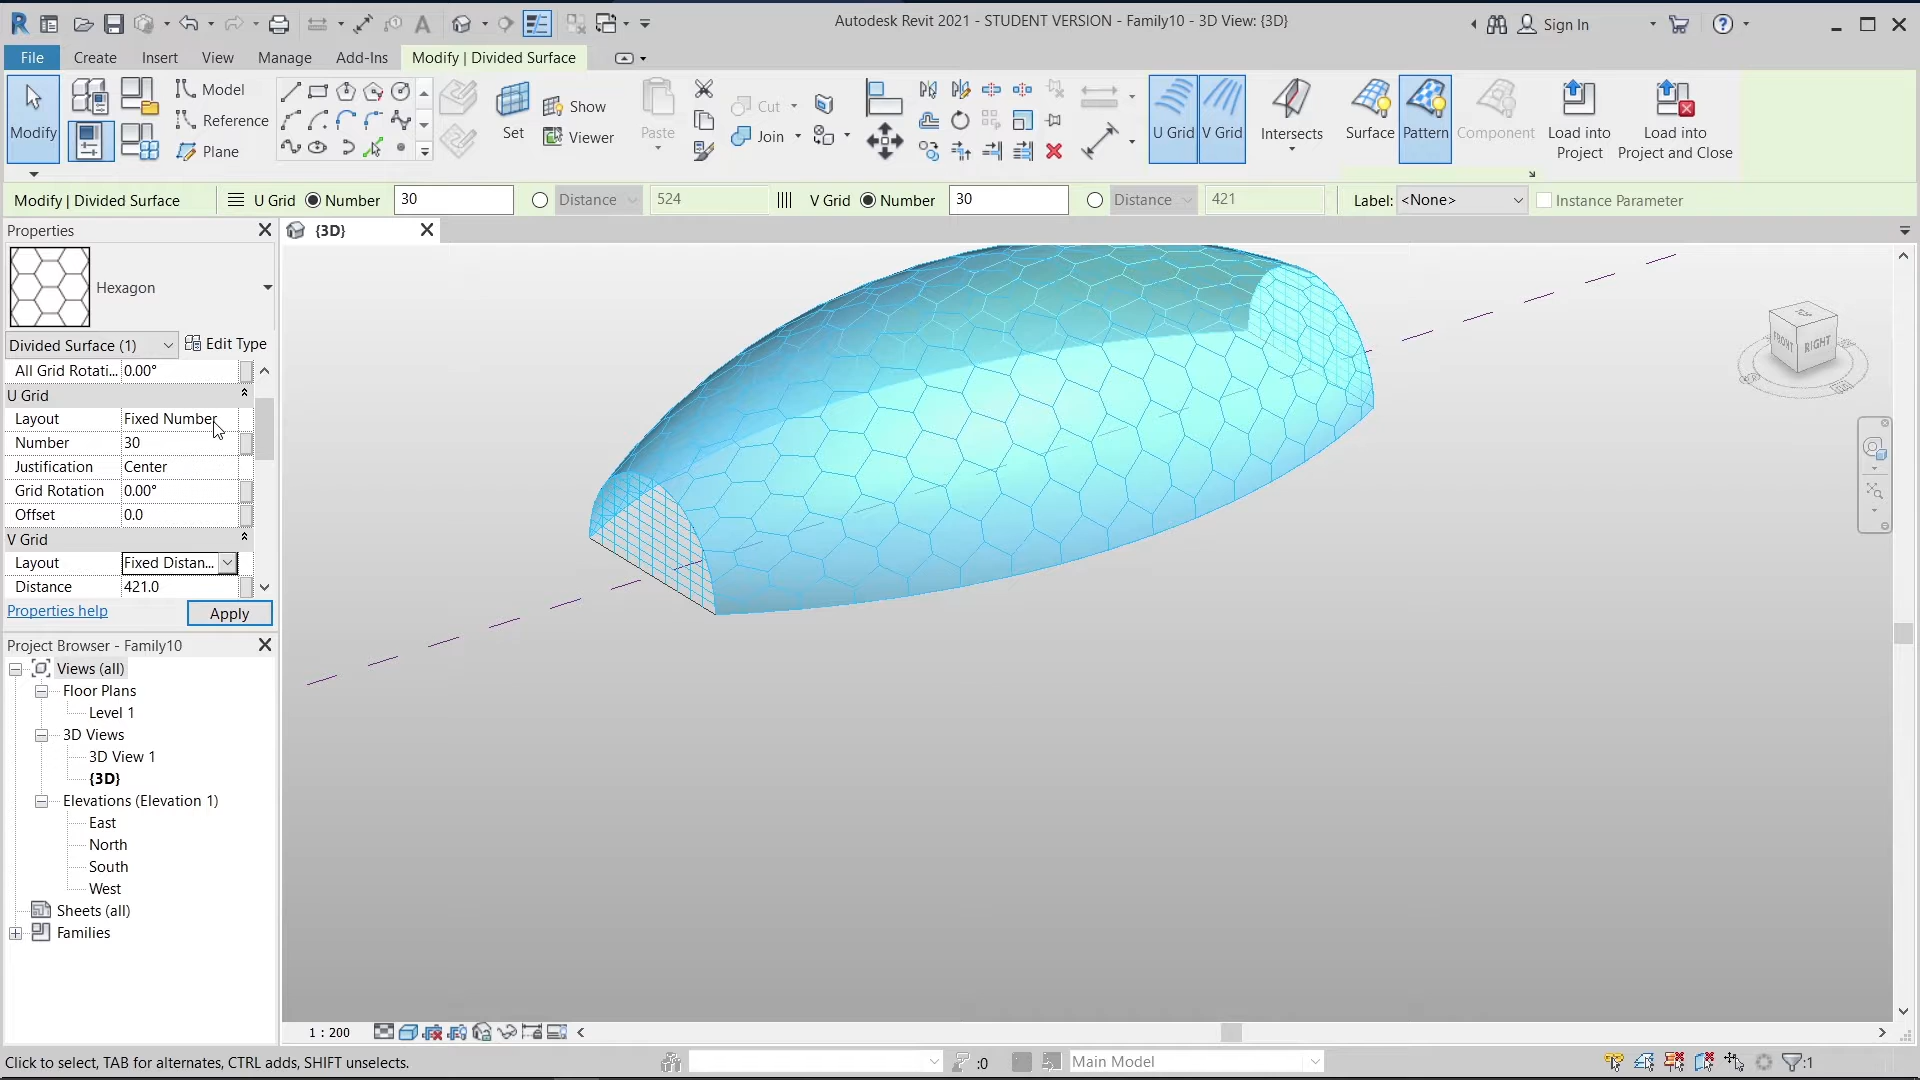 Autodesk Revit 2021 - STUDENT VERSION - Family10 - 3D View: {3D}
Sign In
File Create Insert View Manage Add-Ins Modify | Divided Surface
Modify
Model
Reference
Plane
Set
Show
Viewer
Paste
Cut
Join
U Grid V Grid Intersects Surface Pattern Component Load into Project Load into Project and Close
Modify | Divided Surface U Grid Number 30 Distance 524 V Grid Number 30 Distance 421 Label: <None> Instance Parameter
Properties
{3D}
Hexagon
Divided Surface (1) Edit Type
All Grid Rotati... 0.00°
U Grid
Layout Fixed Number
Number 30
Justification Center
Grid Rotation 0.00°
Offset 0.0
V Grid
Layout Fixed Distan...
Distance 421.0
Properties help Apply
Project Browser - Family10
Views (all)
Floor Plans
Level 1
3D Views
3D View 1
{3D}
Elevations (Elevation 1)
East
North
South
West
Sheets (all)
Families
TOP
FRONT RIGHT
1 : 200
Click to select, TAB for alternates, CTRL adds, SHIFT unselects.
:0
Main Model
:1